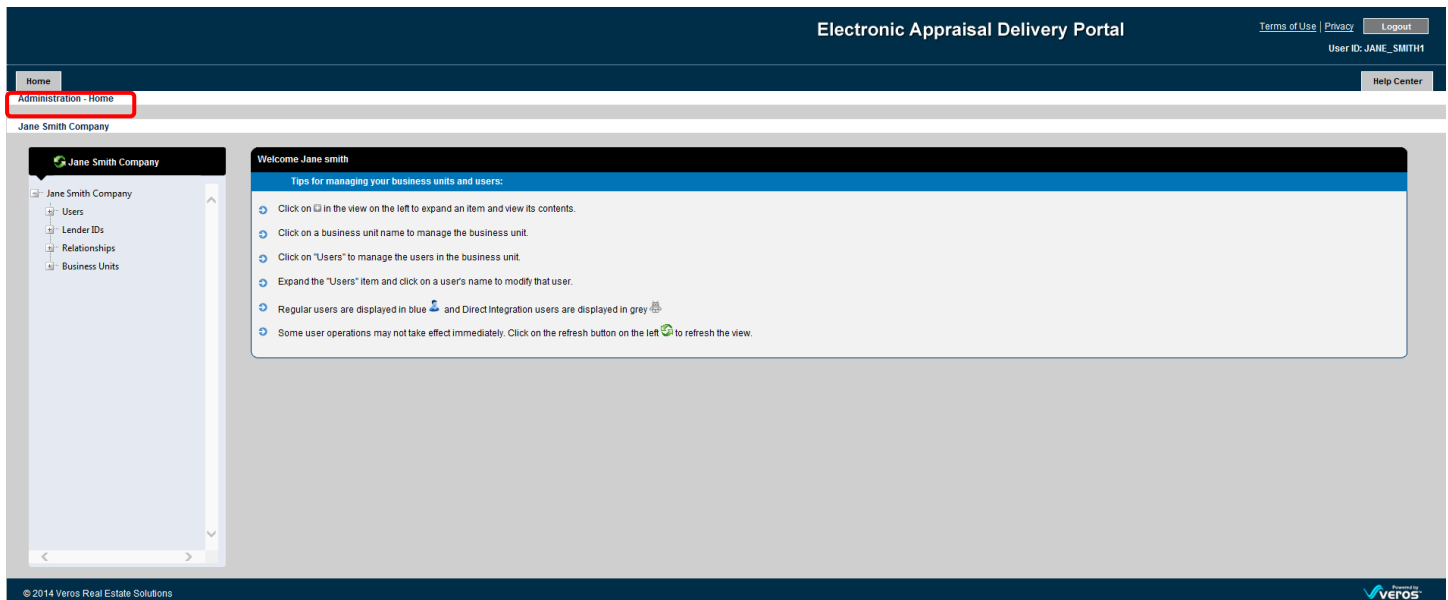 Electronic Appraisal Delivery Portal
Terms of Use | Privacy Logout
User ID: JANE_SMITH1
Home
Help Center
Administration - Home
Jane Smith Company
Jane Smith Company
Jane Smith Company
Users
Lender IDs
Relationships
Business Units
Welcome Jane smith
Tips for managing your business units and users:
Click on in the view on the left to expand an item and view its contents.
Click on a business unit name to manage the business unit.
Click on "Users" to manage the users in the business unit.
Expand the "Users" item and click on a user's name to modify that user.
Regular users are displayed in blue and Direct Integration users are displayed in grey
Some user operations may not take effect immediately. Click on the refresh button on the left to refresh the view.
© 2014 Veros Real Estate Solutions
Powered by
veros